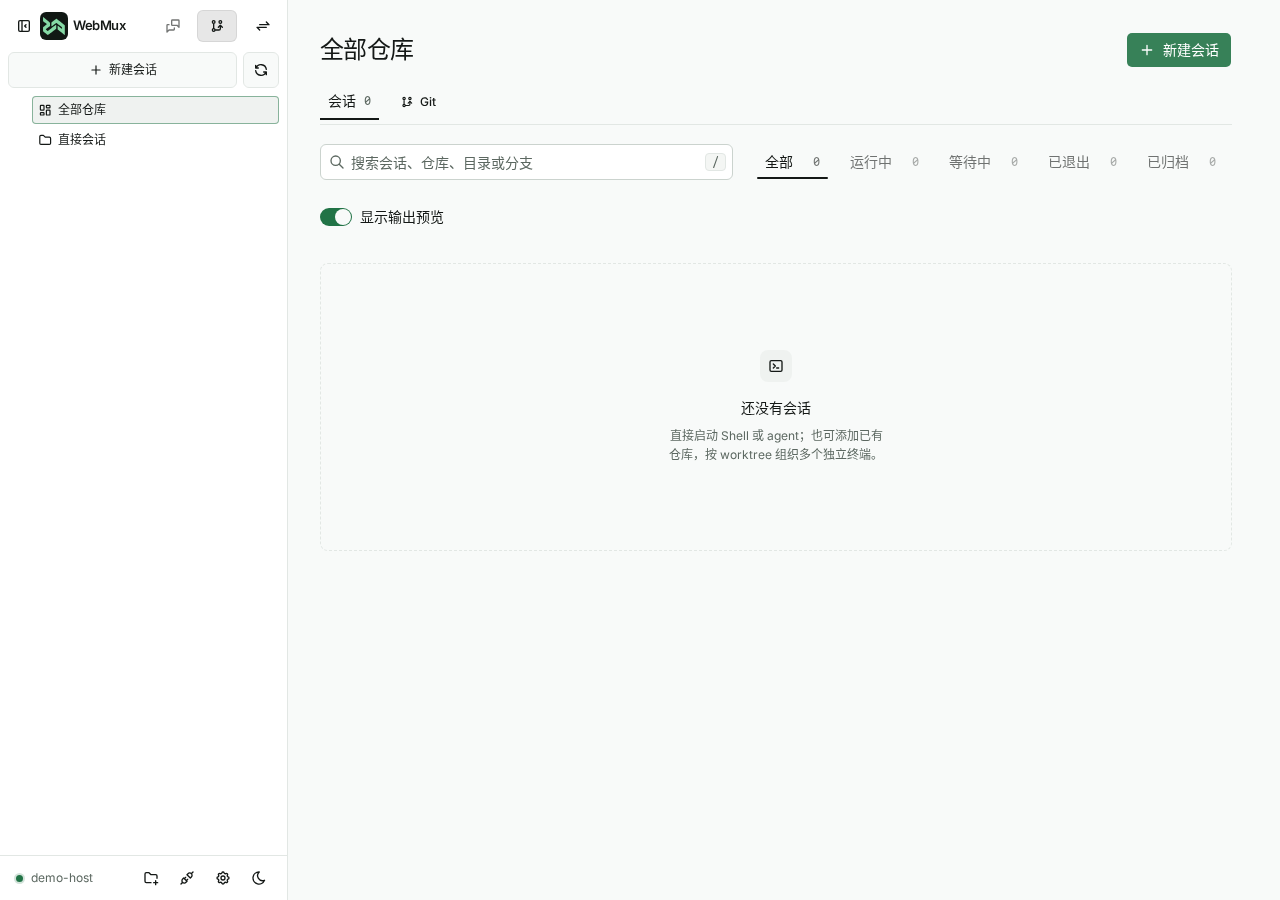 WebMux
新建会话
全部仓库
直接会话
demo-host
全部仓库
新建会话
会话 0
Git
搜索会话、仓库、目录或分支 /
全部 0 运行中 0 等待中 0 已退出 0 已归档 0
显示输出预览
还没有会话
直接启动 Shell 或 agent；也可添加已有
仓库，按 worktree 组织多个独立终端。